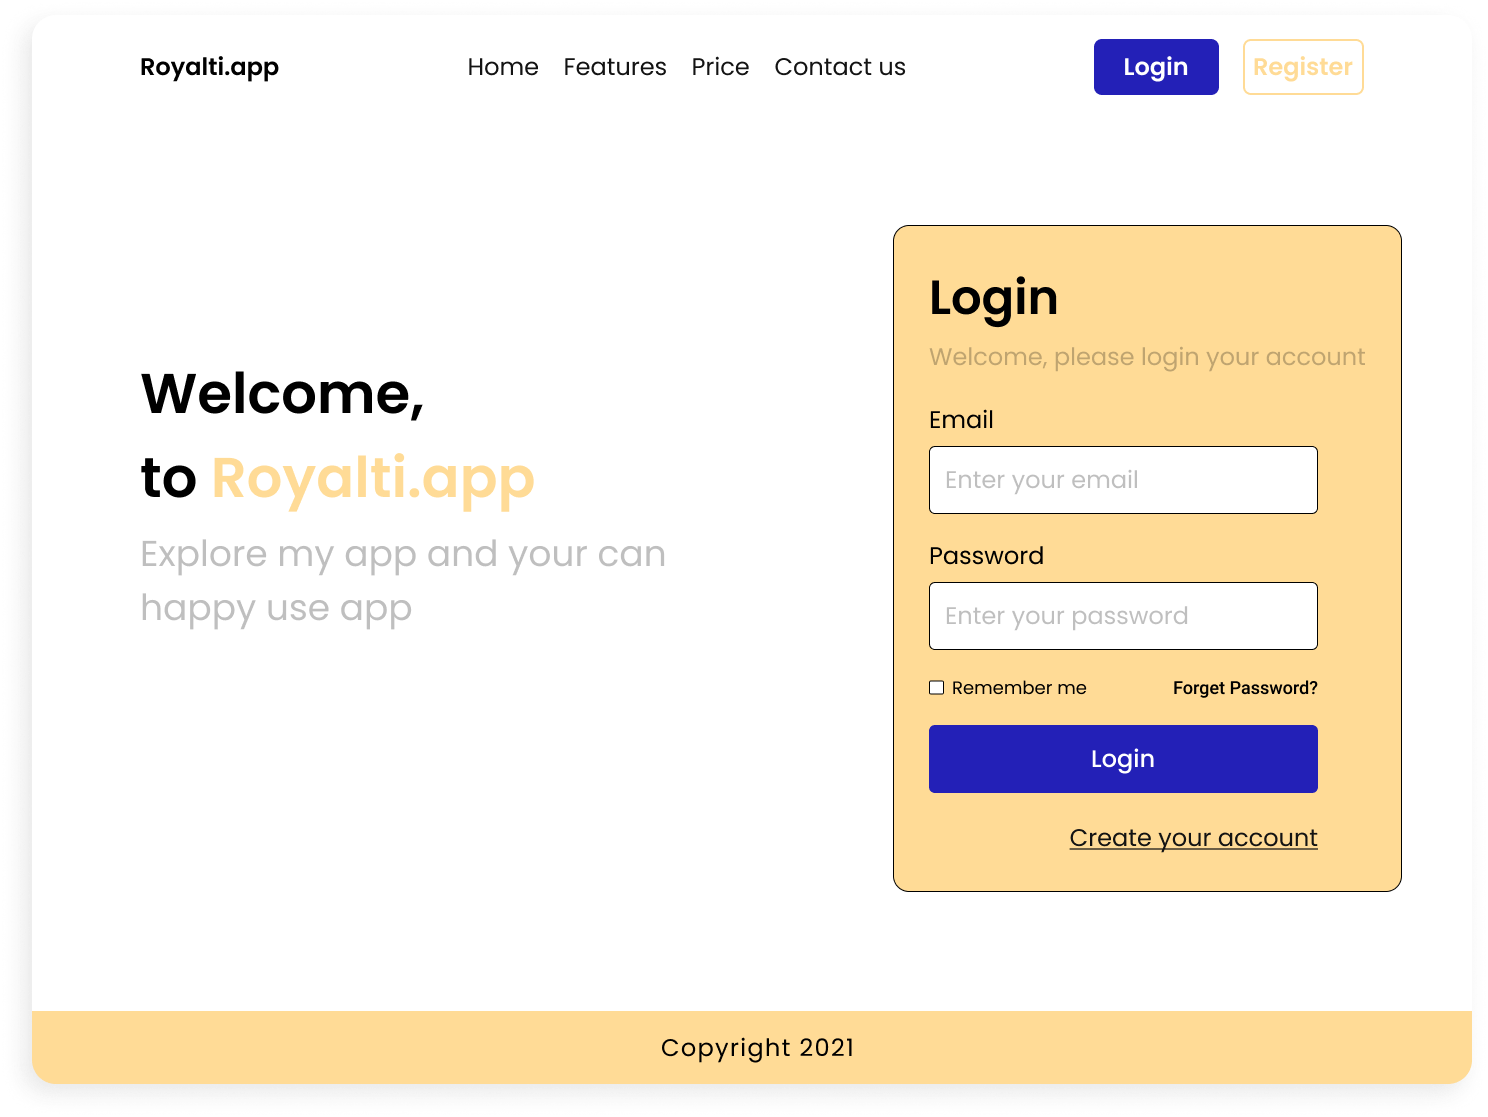 Royalti.app
Home Features Price Contact us
Login Register
Welcome,
to Royalti.app
Explore my app and your can
happy use app
Login
Welcome, please login your account
Email
Enter your email
Password
Enter your password
Remember me Forget Password?
Login
Create your account
Copyright 2021